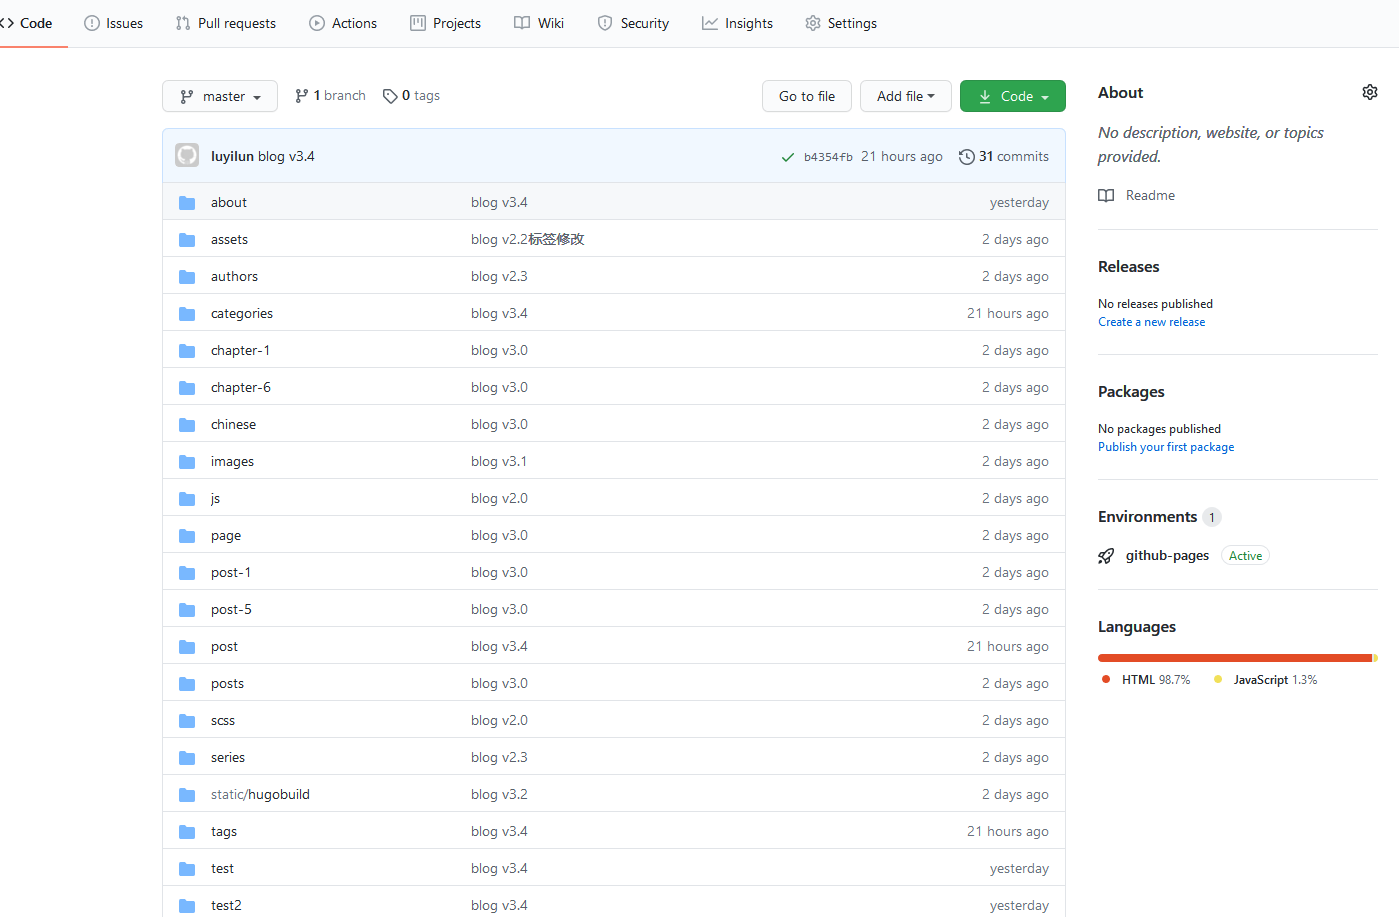 <> Code Issues Pull requests Actions Projects Wiki Security Insights Settings
master 1 branch 0 tags Go to file Add file Code
luyilun blog v3.4 b4354fb 21 hours ago 31 commits
about blog v3.4 yesterday
assets blog v2.2标签修改 2 days ago
authors blog v2.3 2 days ago
categories blog v3.4 21 hours ago
chapter-1 blog v3.0 2 days ago
chapter-6 blog v3.0 2 days ago
chinese blog v3.0 2 days ago
images blog v3.1 2 days ago
js blog v2.0 2 days ago
page blog v3.0 2 days ago
post-1 blog v3.0 2 days ago
post-5 blog v3.0 2 days ago
post blog v3.4 21 hours ago
posts blog v3.0 2 days ago
scss blog v2.0 2 days ago
series blog v2.3 2 days ago
static/hugobuild blog v3.2 2 days ago
tags blog v3.4 21 hours ago
test blog v3.4 yesterday
test2 blog v3.4 yesterday
About
No description, website, or topics
provided.
Readme
Releases
No releases published
Create a new release
Packages
No packages published
Publish your first package
Environments 1
github-pages Active
Languages
HTML 98.7% JavaScript 1.3%